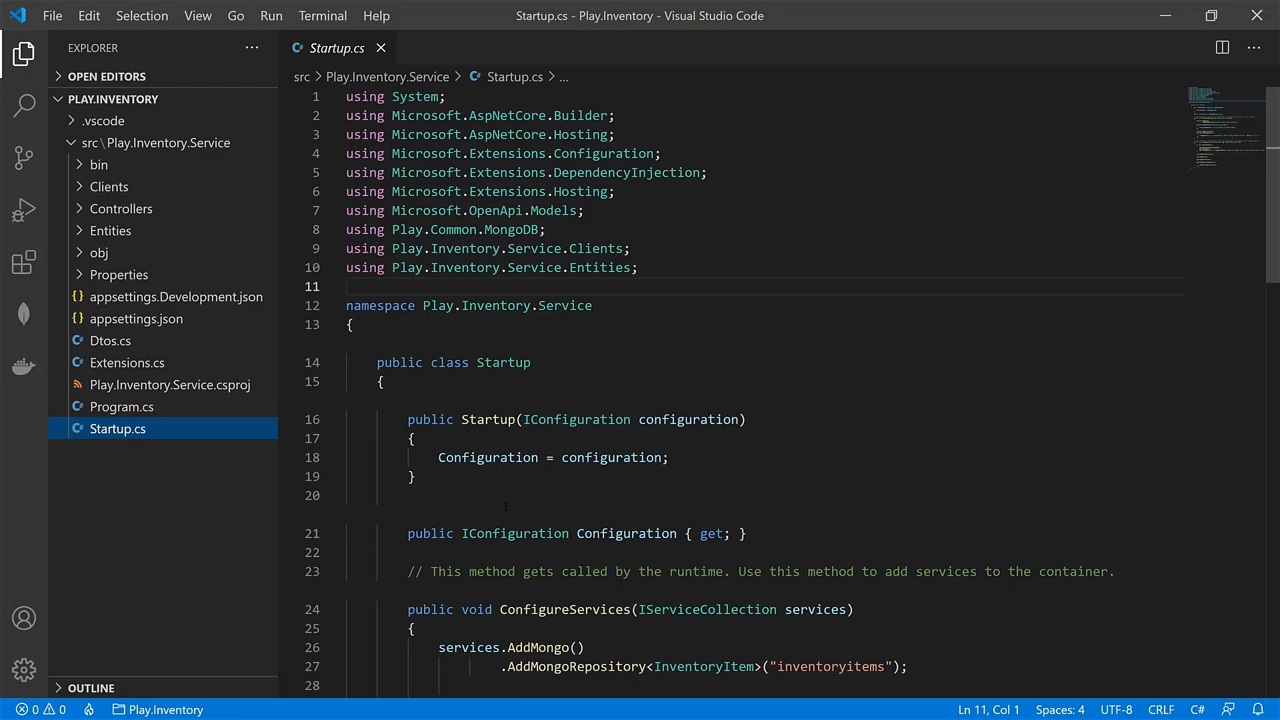 File Edit Selection View Go Run Terminal Help
Startup.cs - Play.Inventory - Visual Studio Code
EXPLORER
OPEN EDITORS
PLAY.INVENTORY
.vscode
src \ Play.Inventory.Service
bin
Clients
Controllers
Entities
obj
Properties
{} appsettings.Development.json
{} appsettings.json
C# Dtos.cs
C# Extensions.cs
Play.Inventory.Service.csproj
C# Program.cs
C# Startup.cs
OUTLINE
C# Startup.cs
src > Play.Inventory.Service > C# Startup.cs > ...
1 using System;
2 using Microsoft.AspNetCore.Builder;
3 using Microsoft.AspNetCore.Hosting;
4 using Microsoft.Extensions.Configuration;
5 using Microsoft.Extensions.DependencyInjection;
6 using Microsoft.Extensions.Hosting;
7 using Microsoft.OpenApi.Models;
8 using Play.Common.MongoDB;
9 using Play.Inventory.Service.Clients;
10 using Play.Inventory.Service.Entities;
11
12 namespace Play.Inventory.Service
13 {
14 public class Startup
15 {
16 public Startup(IConfiguration configuration)
17 {
18 Configuration = configuration;
19 }
20
21 public IConfiguration Configuration { get; }
22
23 // This method gets called by the runtime. Use this method to add services to the container.
24 public void ConfigureServices(IServiceCollection services)
25 {
26 services.AddMongo()
27 .AddMongoRepository<InventoryItem>("inventoryitems");
28
0 0 Play.Inventory
Ln 11, Col 1 Spaces: 4 UTF-8 CRLF C#